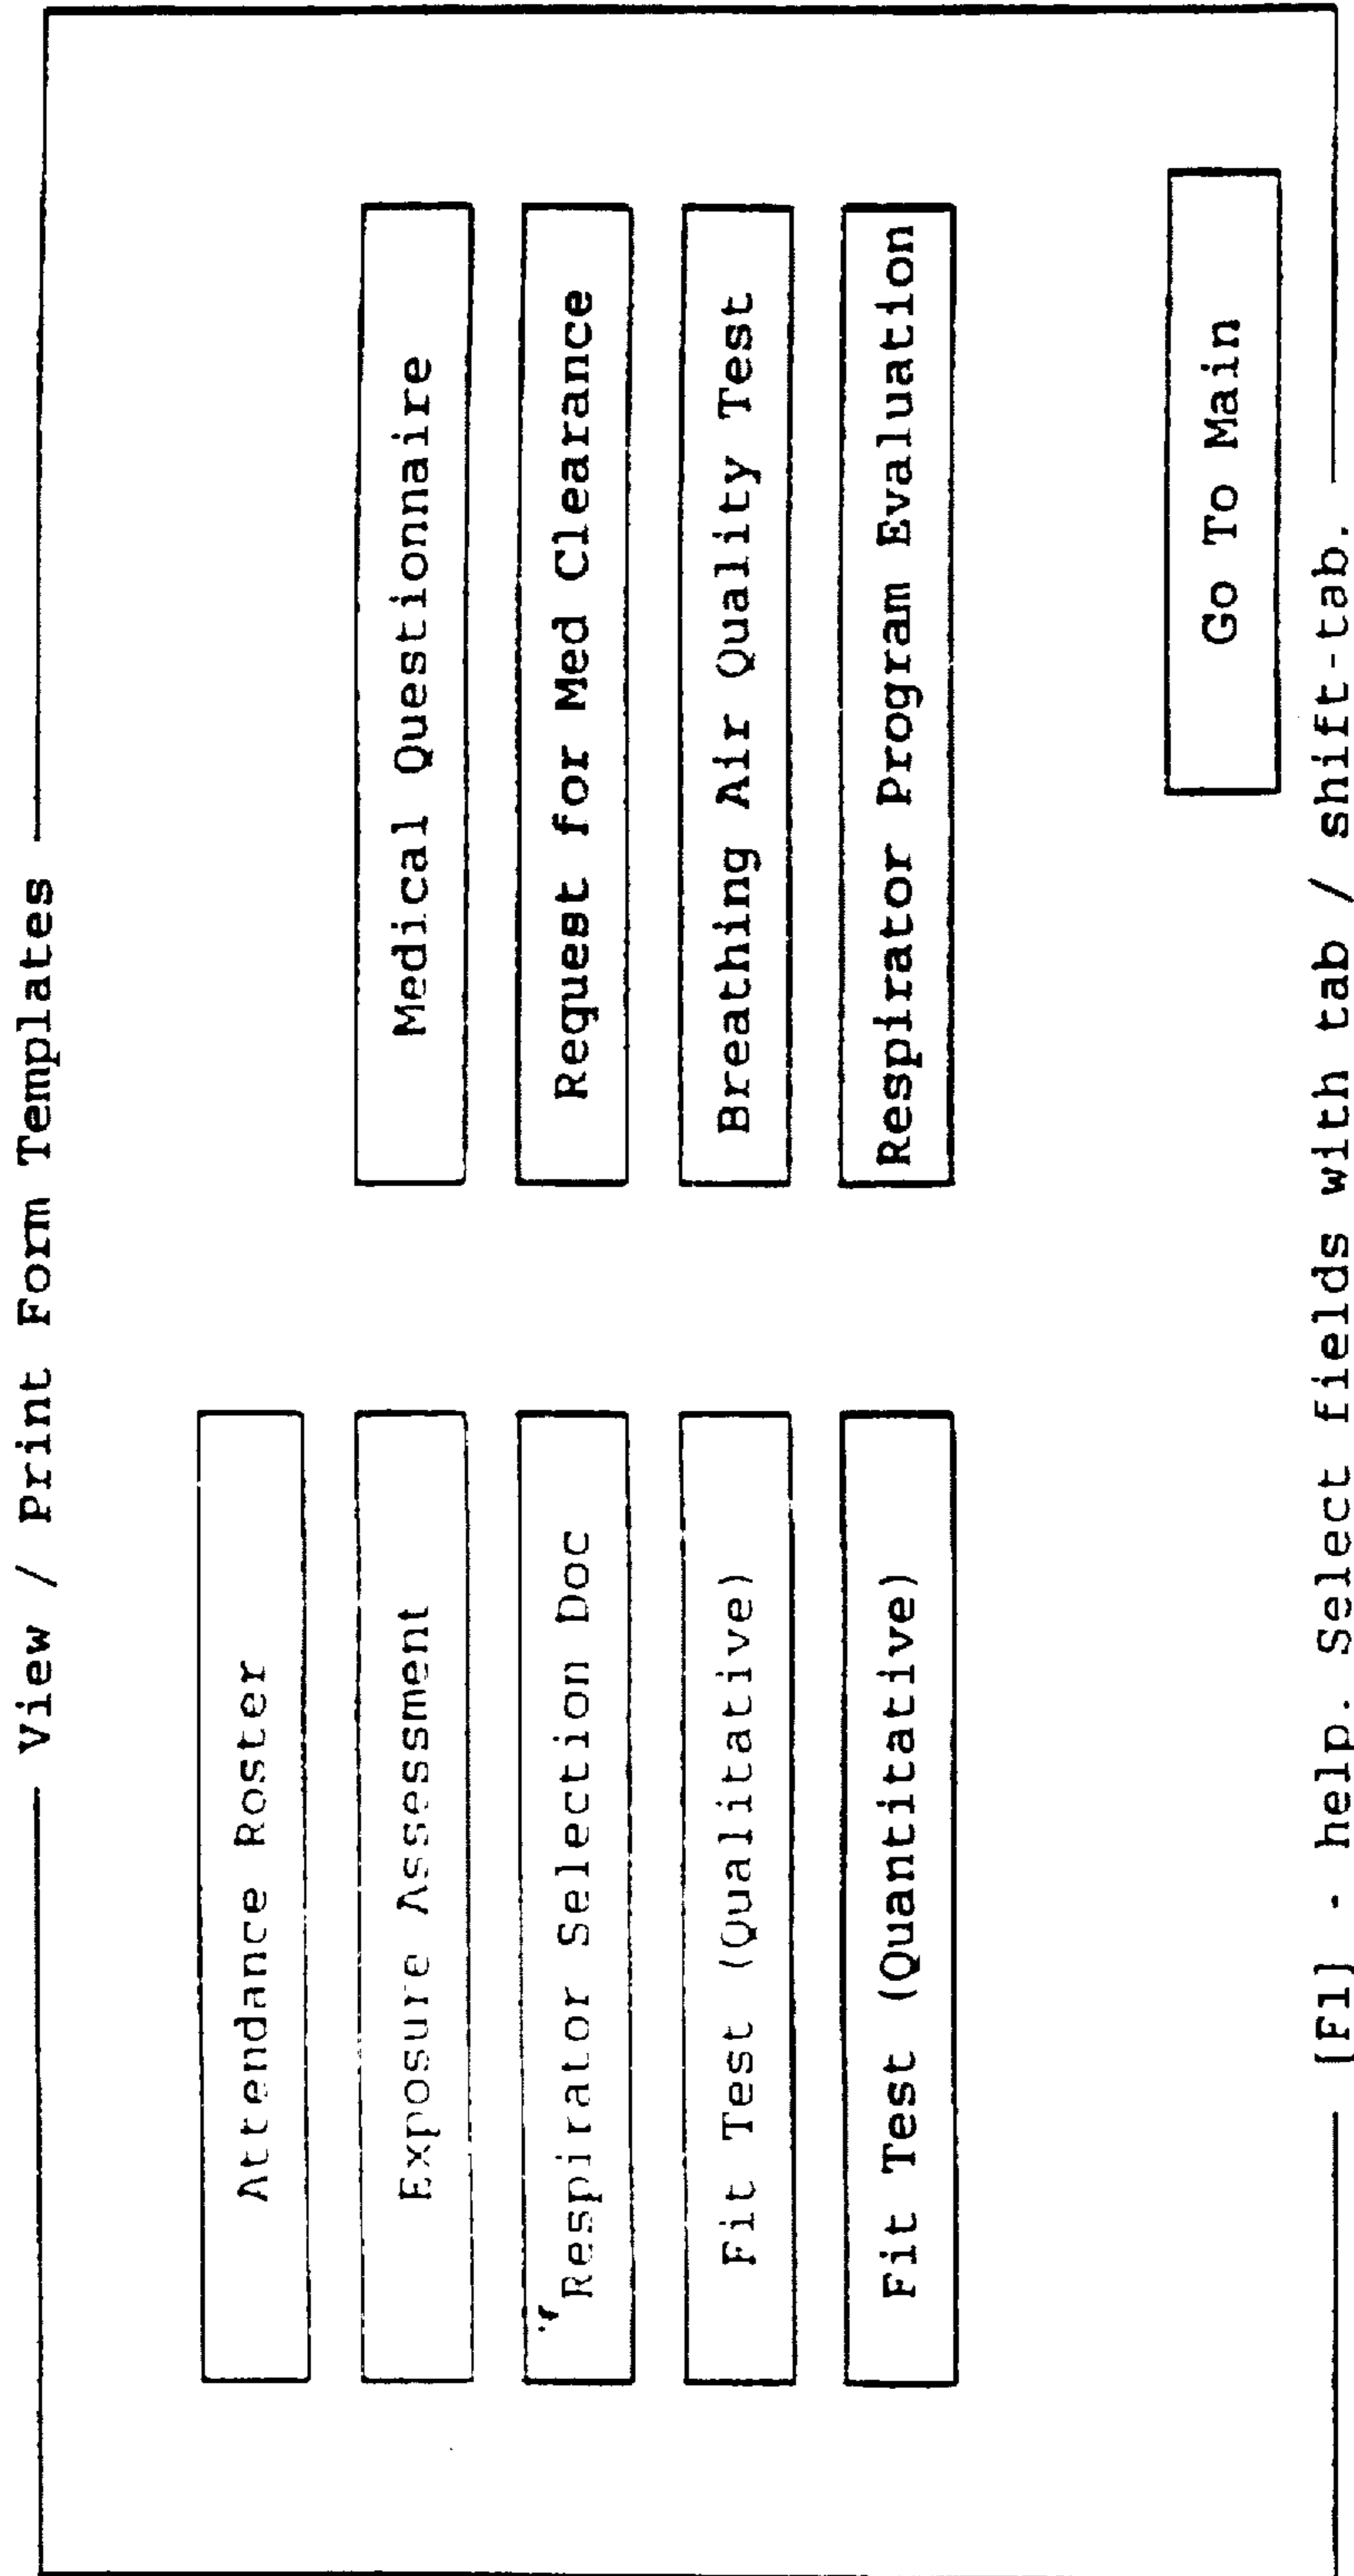 View / Print Form Templates
Attendance Roster
Exposure Assessment
Medical Questionnaire
Respirator Selection Doc
Request for Med Clearance
Fit Test (Qualitative)
Breathing Air Quality Test
Fit Test (Quantitative)
Respirator Program Evaluation
Go To Main
[F1] - help. Select fields with tab / shift-tab.